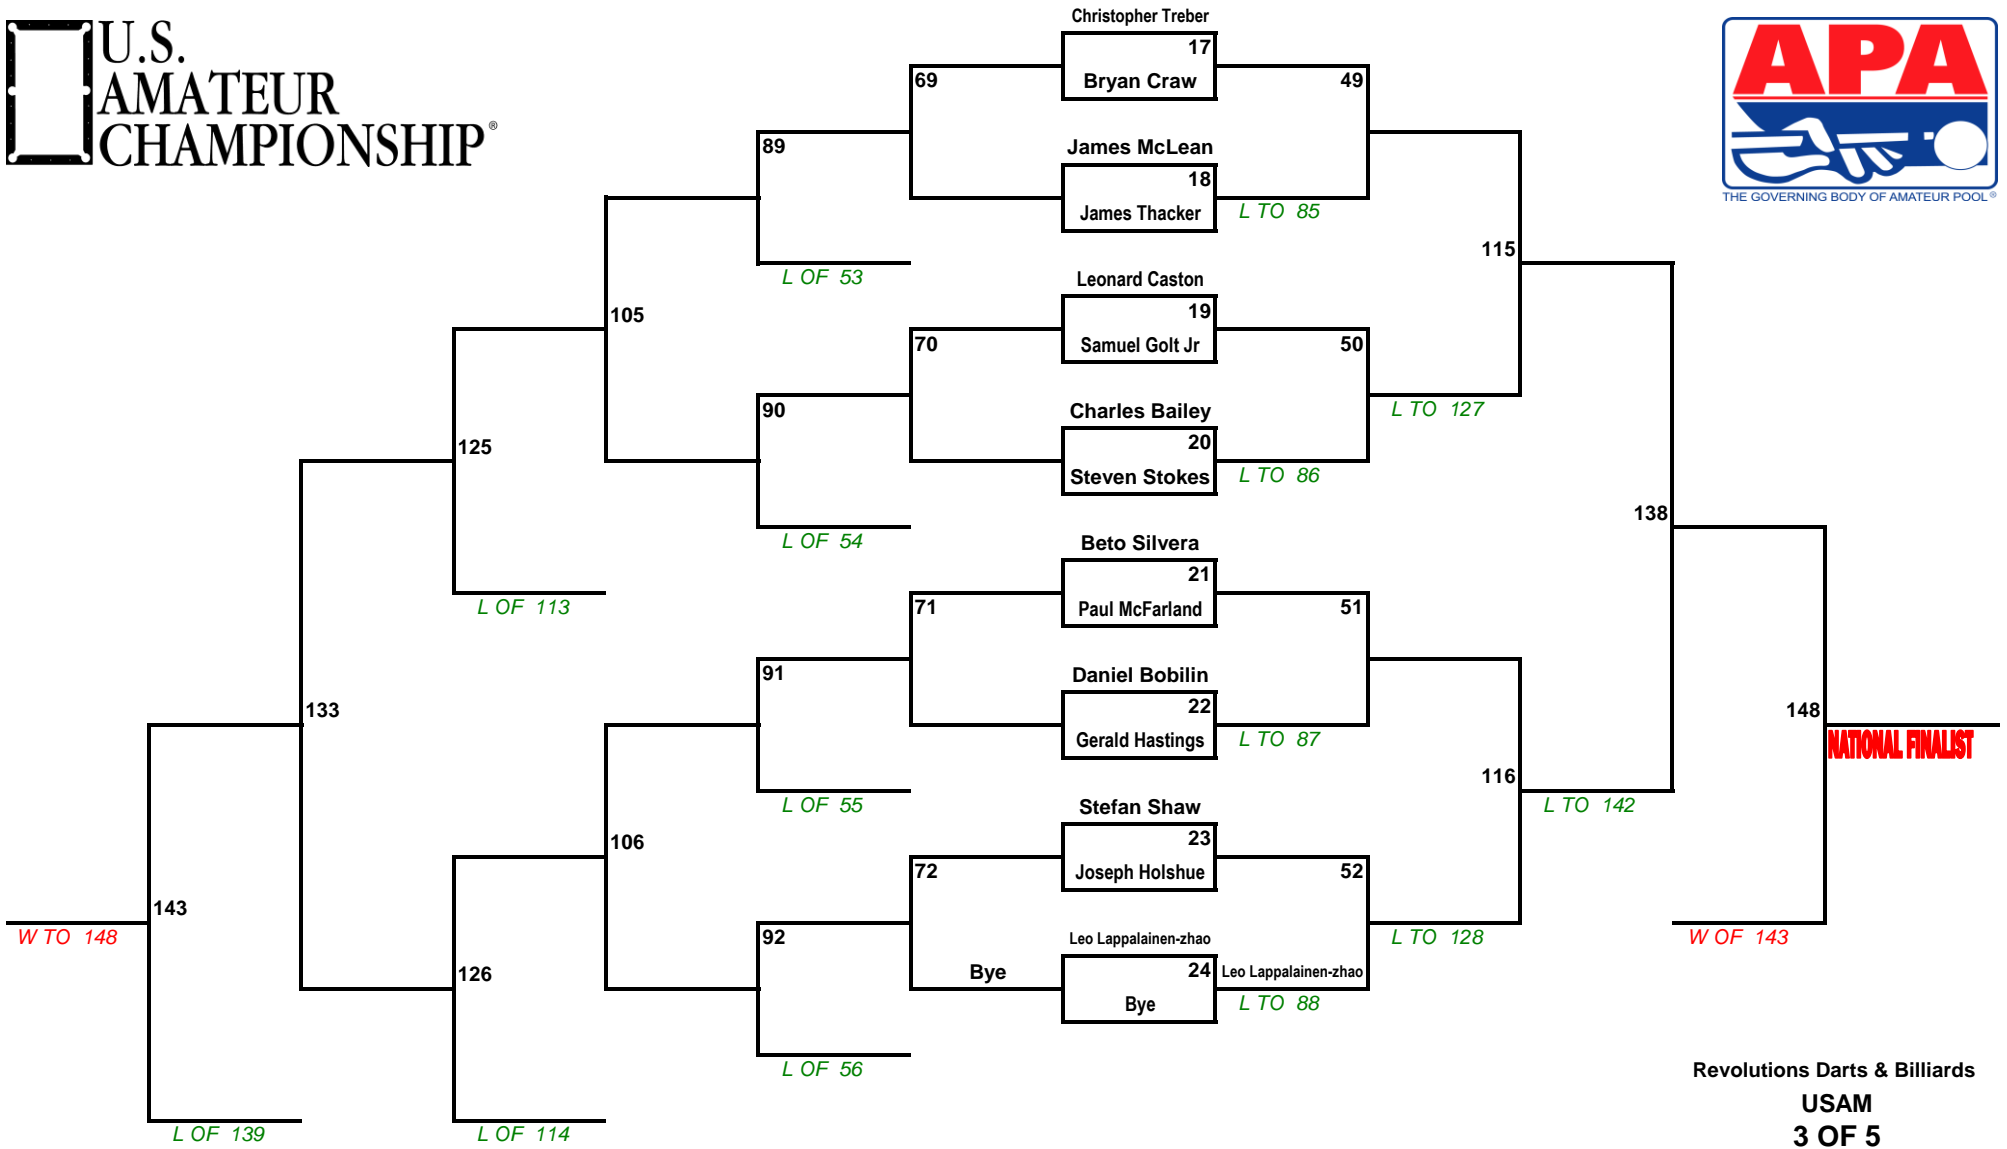 U.S.
AMATEUR
CHAMPIONSHIP®
APA
THE GOVERNING BODY OF AMATEUR POOL®
Christopher Treber
17
Bryan Craw
69
49
James McLean
18
James Thacker
L TO 85
89
L OF 53
115
Leonard Caston
19
Samuel Golt Jr
105
70
50
Charles Bailey
20
Steven Stokes
L TO 86
90
L TO 127
125
L OF 54
138
Beto Silvera
21
Paul McFarland
L OF 113
71
51
Daniel Bobilin
22
Gerald Hastings
L TO 87
91
133
148
NATIONAL FINALIST
L OF 55
116
L TO 142
Stefan Shaw
23
Joseph Holshue
106
72
52
143
W TO 148
92
Leo Lappalainen-zhao
L TO 128
W OF 143
126
Bye
24
Leo Lappalainen-zhao
Bye
L TO 88
L OF 56
L OF 139
L OF 114
Revolutions Darts & Billiards
USAM
3 OF 5